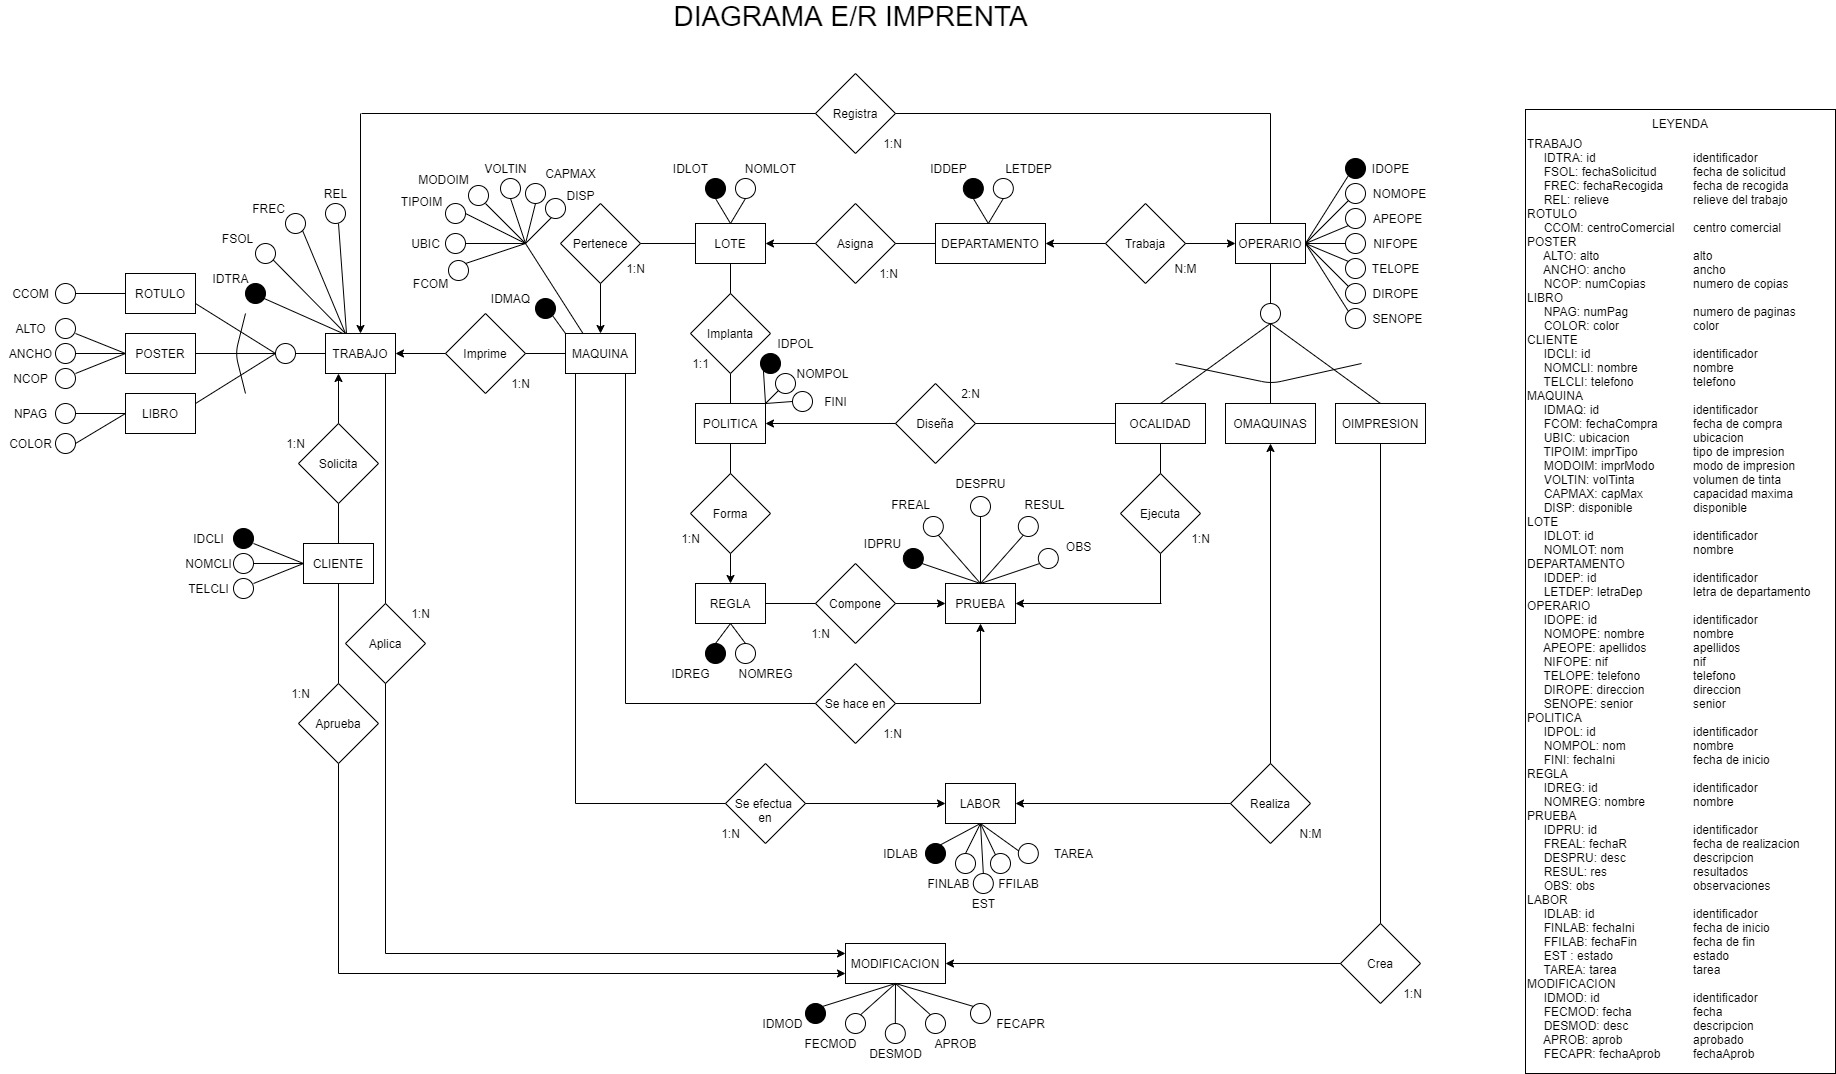 DIAGRAMA E/R IMPRENTA
Registra
1:N
IDLOT
NOMLOT
IDDEP
LETDEP
IDOPE
NOMOPE
APEOPE
NIFOPE
TELOPE
DIROPE
SENOPE
VOLTIN
CAPMAX
MODOIM
DISP
TIPOIM
UBIC
FCOM
IDMAQ
REL
FREC
FSOL
IDTRA
Pertenece
1:N
LOTE
Asigna
1:N
DEPARTAMENTO
Trabaja
N:M
OPERARIO
CCOM
ROTULO
ALTO
ANCHO
NCOP
POSTER
NPAG
COLOR
LIBRO
TRABAJO
Imprime
1:N
MAQUINA
Implanta
1:1
IDPOL
NOMPOL
FINI
POLITICA
Diseña
2:N
OCALIDAD
OMAQUINAS
OIMPRESION
1:N
Solicita
Forma
1:N
DESPRU
FREAL
RESUL
IDPRU
OBS
Ejecuta
1:N
IDCLI
NOMCLI
TELCLI
CLIENTE
REGLA
Compone
1:N
PRUEBA
IDREG
NOMREG
1:N
Aplica
1:N
Aprueba
Se hace en
1:N
Se efectua
en
1:N
LABOR
Realiza
N:M
IDLAB
TAREA
FINLAB
FFILAB
EST
MODIFICACION
Crea
1:N
IDMOD
FECMOD
DESMOD
APROB
FECAPR
LEYENDA
TRABAJO
IDTRA: id identificador
FSOL: fechaSolicitud fecha de solicitud
FREC: fechaRecogida fecha de recogida
REL: relieve relieve del trabajo
ROTULO
CCOM: centroComercial centro comercial
POSTER
ALTO: alto alto
ANCHO: ancho ancho
NCOP: numCopias numero de copias
LIBRO
NPAG: numPag numero de paginas
COLOR: color color
CLIENTE
IDCLI: id identificador
NOMCLI: nombre nombre
TELCLI: telefono telefono
MAQUINA
IDMAQ: id identificador
FCOM: fechaCompra fecha de compra
UBIC: ubicacion ubicacion
TIPOIM: imprTipo tipo de impresion
MODOIM: imprModo modo de impresion
VOLTIN: volTinta volumen de tinta
CAPMAX: capMax capacidad maxima
DISP: disponible disponible
LOTE
IDLOT: id identificador
NOMLOT: nom nombre
DEPARTAMENTO
IDDEP: id identificador
LETDEP: letraDep letra de departamento
OPERARIO
IDOPE: id identificador
NOMOPE: nombre nombre
APEOPE: apellidos apellidos
NIFOPE: nif nif
TELOPE: telefono telefono
DIROPE: direccion direccion
SENOPE: senior senior
POLITICA
IDPOL: id identificador
NOMPOL: nom nombre
FINI: fechaIni fecha de inicio
REGLA
IDREG: id identificador
NOMREG: nombre nombre
PRUEBA
IDPRU: id identificador
FREAL: fechaR fecha de realizacion
DESPRU: desc descripcion
RESUL: res resultados
OBS: obs observaciones
LABOR
IDLAB: id identificador
FINLAB: fechaIni fecha de inicio
FFILAB: fechaFin fecha de fin
EST : estado estado
TAREA: tarea tarea
MODIFICACION
IDMOD: id identificador
FECMOD: fecha fecha
DESMOD: desc descripcion
APROB: aprob aprobado
FECAPR: fechaAprob fechaAprob